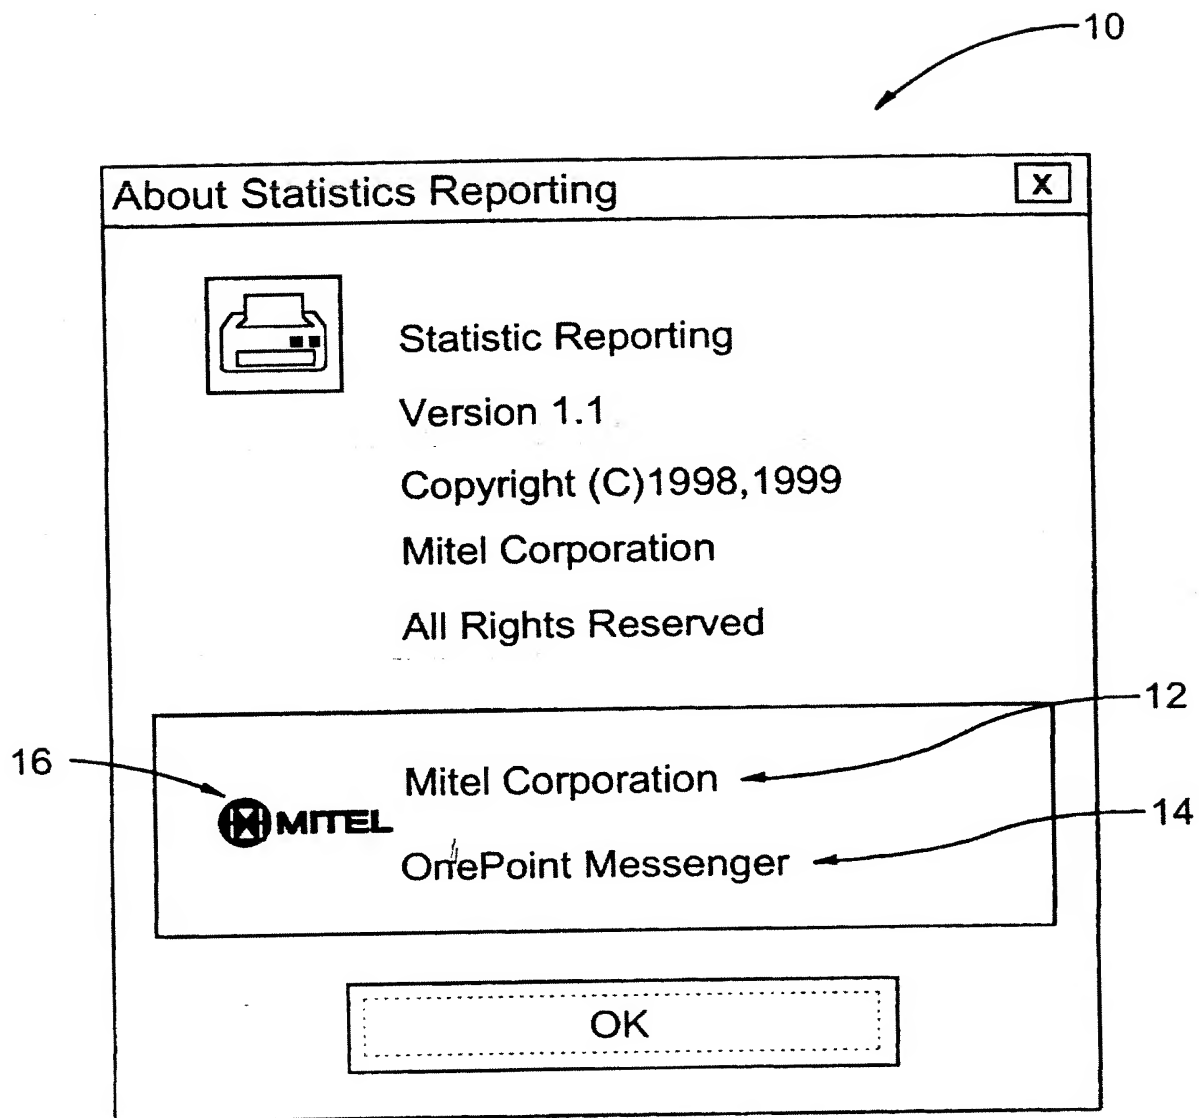 10
About Statistics Reporting
X
Statistic Reporting
Version 1.1
Copyright (C)1998,1999
Mitel Corporation
All Rights Reserved
12
16
Mitel Corporation
MITEL
14
OnePoint Messenger
OK